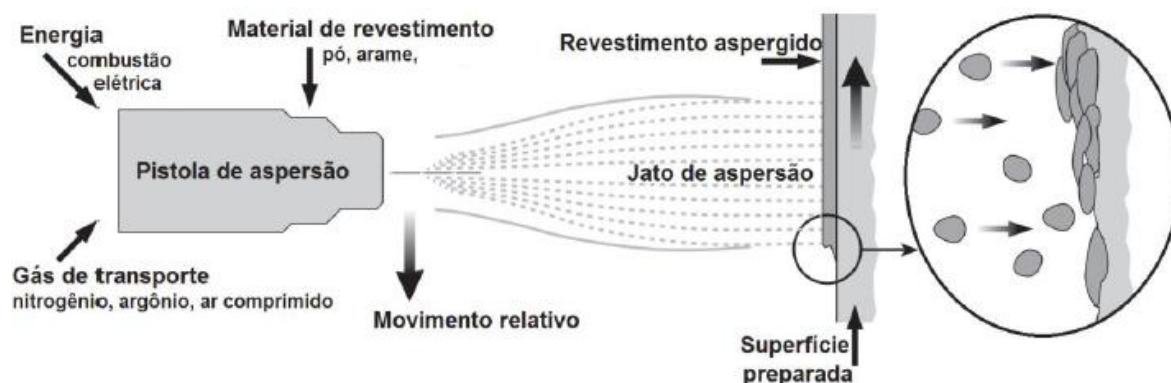 Energia
combustão
elétrica
Material de revestimento
pó, arame,
Revestimento aspergido
Pistola de aspersão
Jato de aspersão
Gás de transporte
nitrogênio, argônio, ar comprimido
Movimento relativo
Superfície
preparada